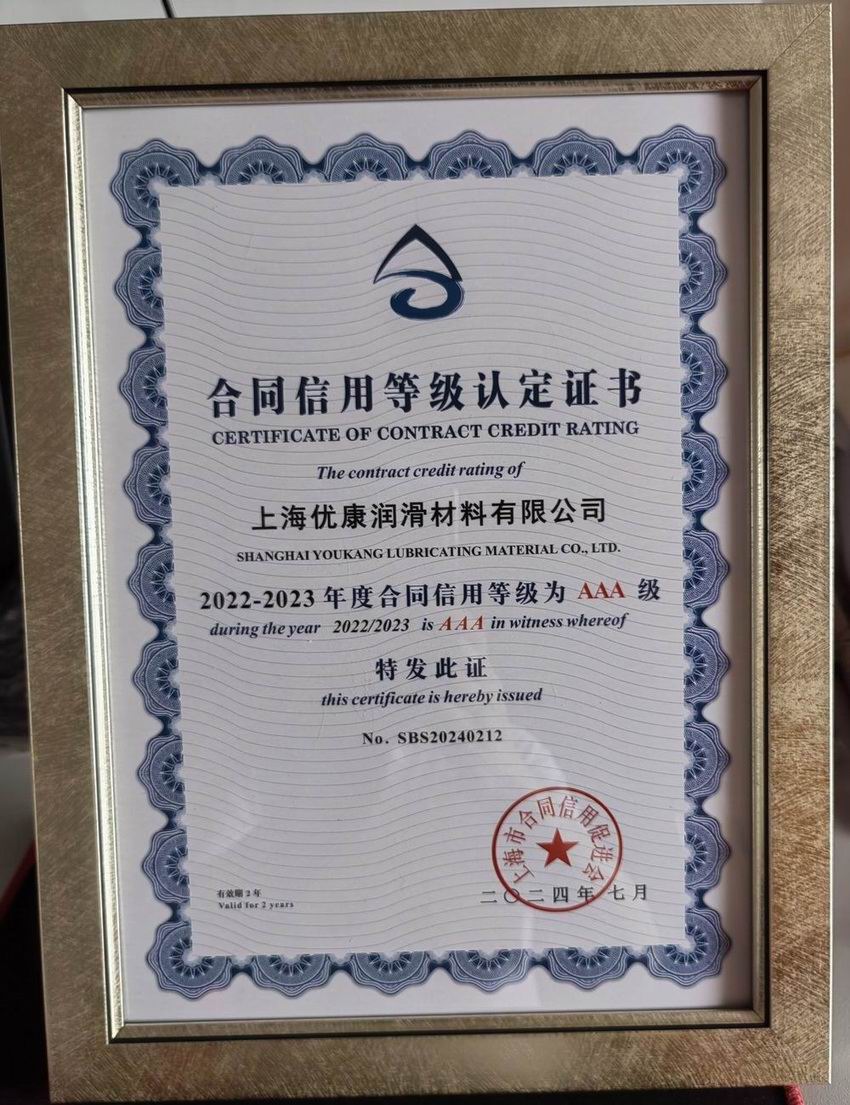 合同信用等级认定证书
CERTIFICATE OF CONTRACT CREDIT RATING
The contract credit rating of
上海优康润滑材料有限公司
SHANGHAI YOUKANG LUBRICATING MATERIAL CO., LTD.
2022-2023 年度合同信用等级为 AAA 级
during the year 2022/2023 is AAA in witness whereof
特发此证
this certificate is hereby issued
No. SBS20240212
上海市合同信用促进会
有效期 2 年
Valid for 2 years
二〇二四年七月